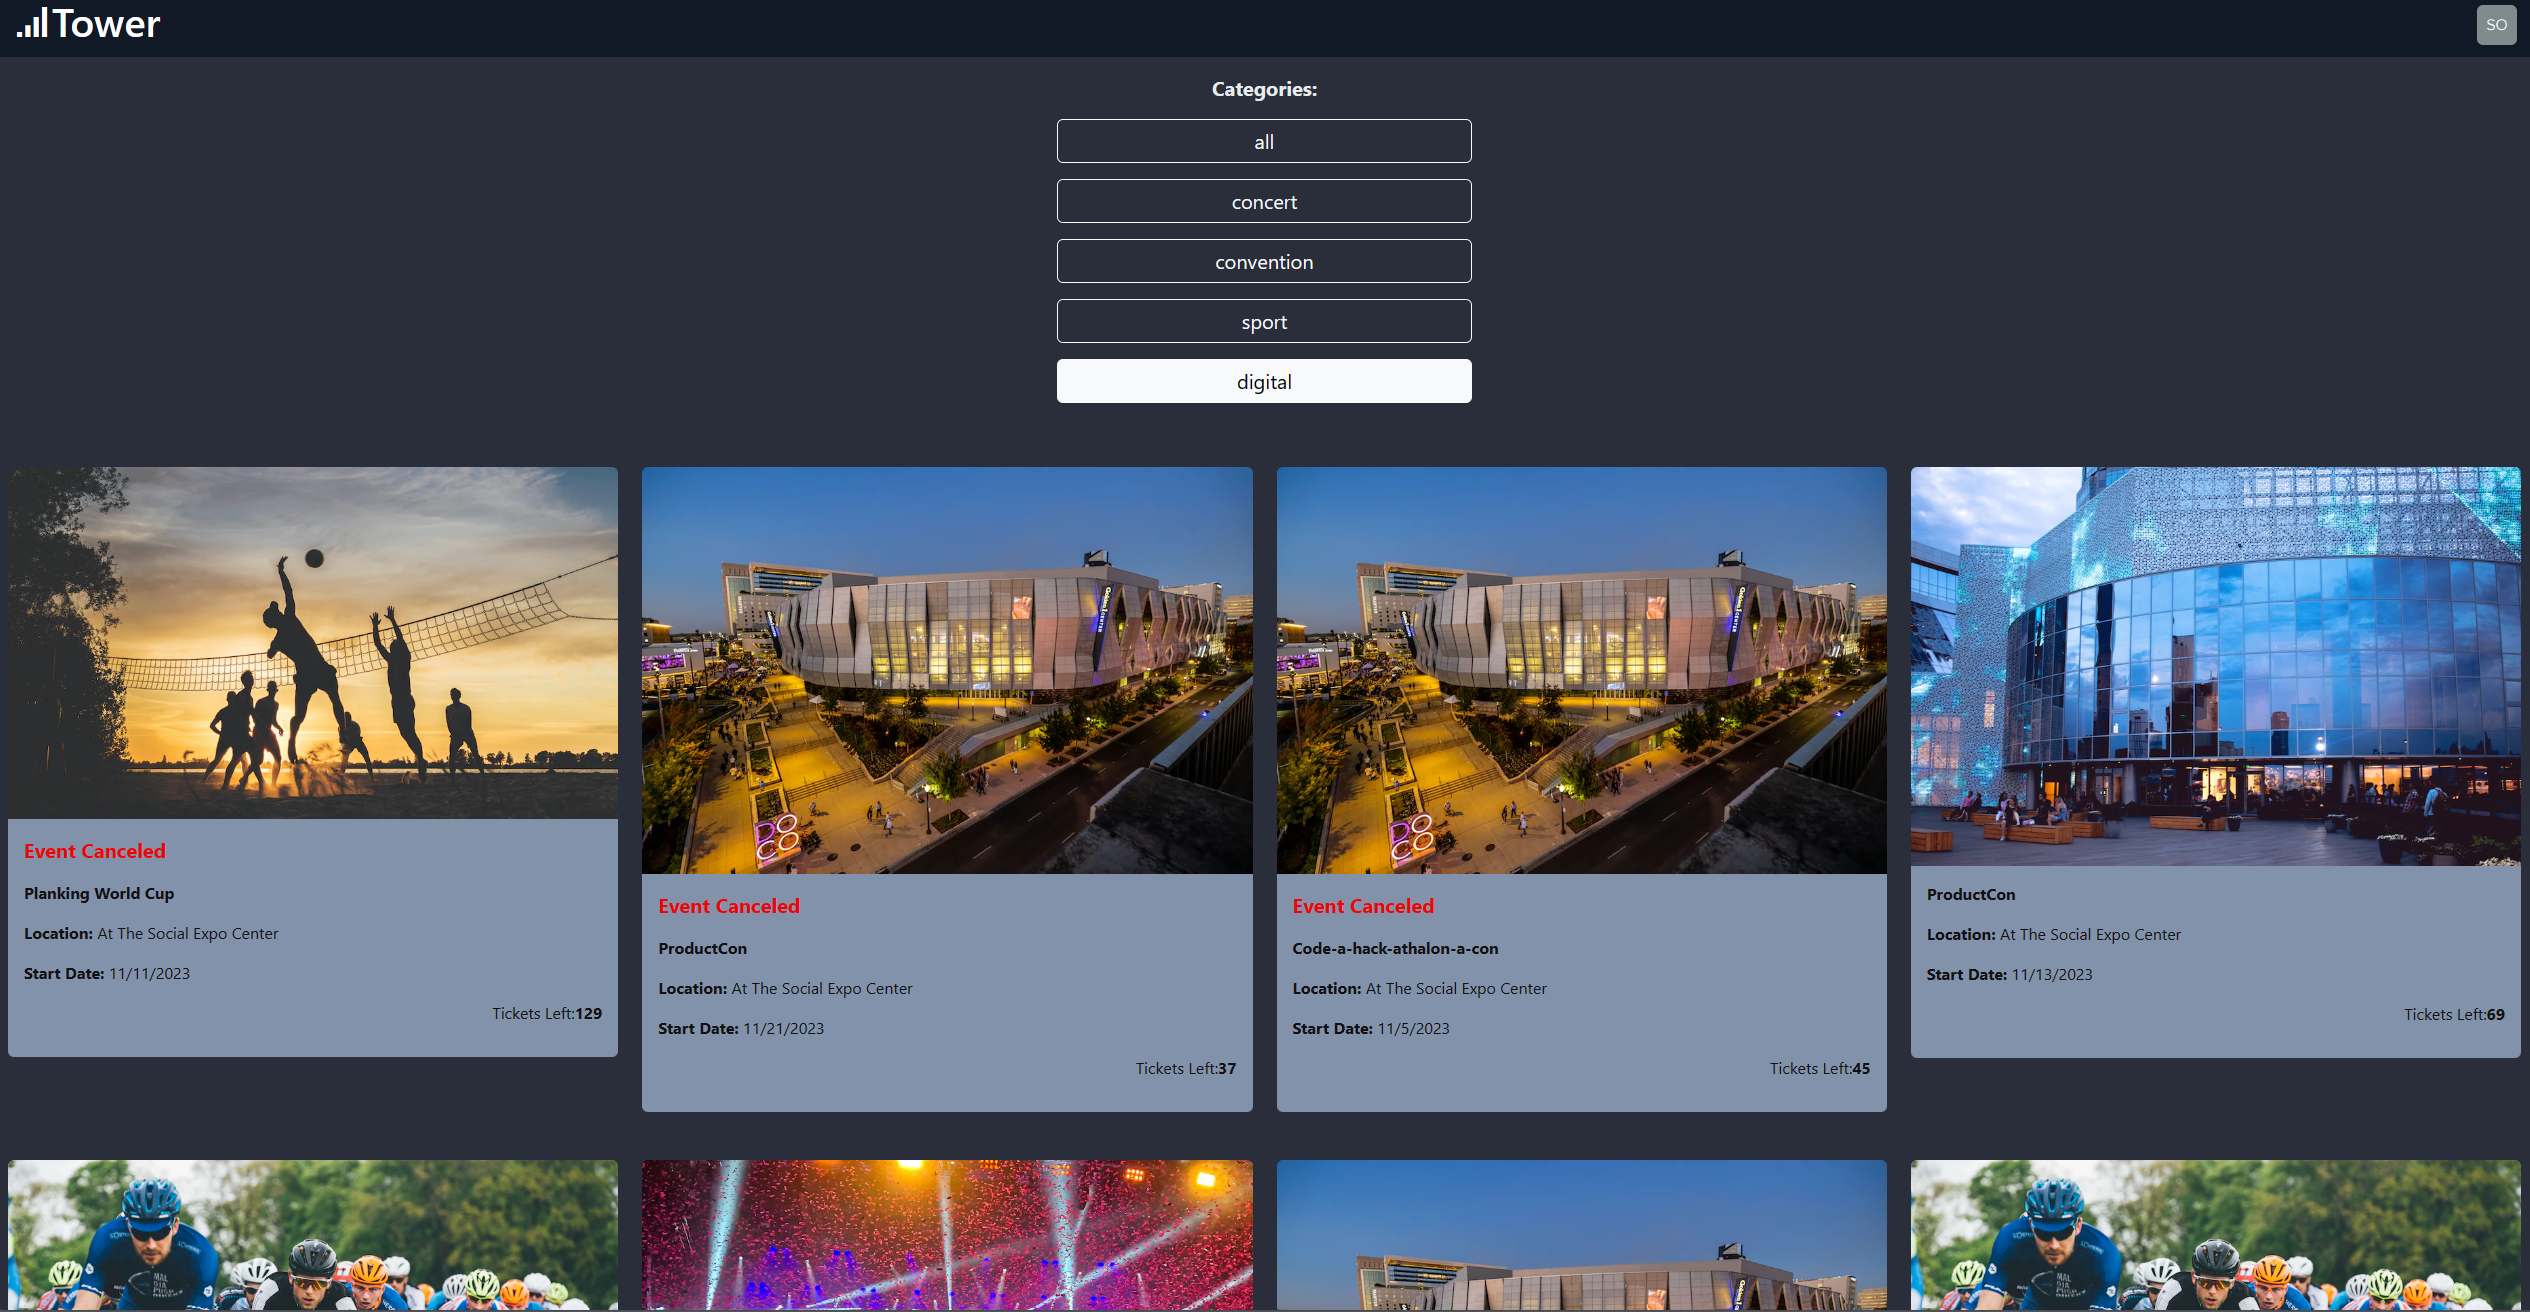 Tower
SO
Categories:
all
concert
convention
sport
digital
Event Canceled
Planking World Cup
Location: At The Social Expo Center
Start Date: 11/11/2023
Tickets Left:129
Event Canceled
ProductCon
Location: At The Social Expo Center
Start Date: 11/21/2023
Tickets Left:37
Event Canceled
Code-a-hack-athalon-a-con
Location: At The Social Expo Center
Start Date: 11/5/2023
Tickets Left:45
ProductCon
Location: At The Social Expo Center
Start Date: 11/13/2023
Tickets Left:69